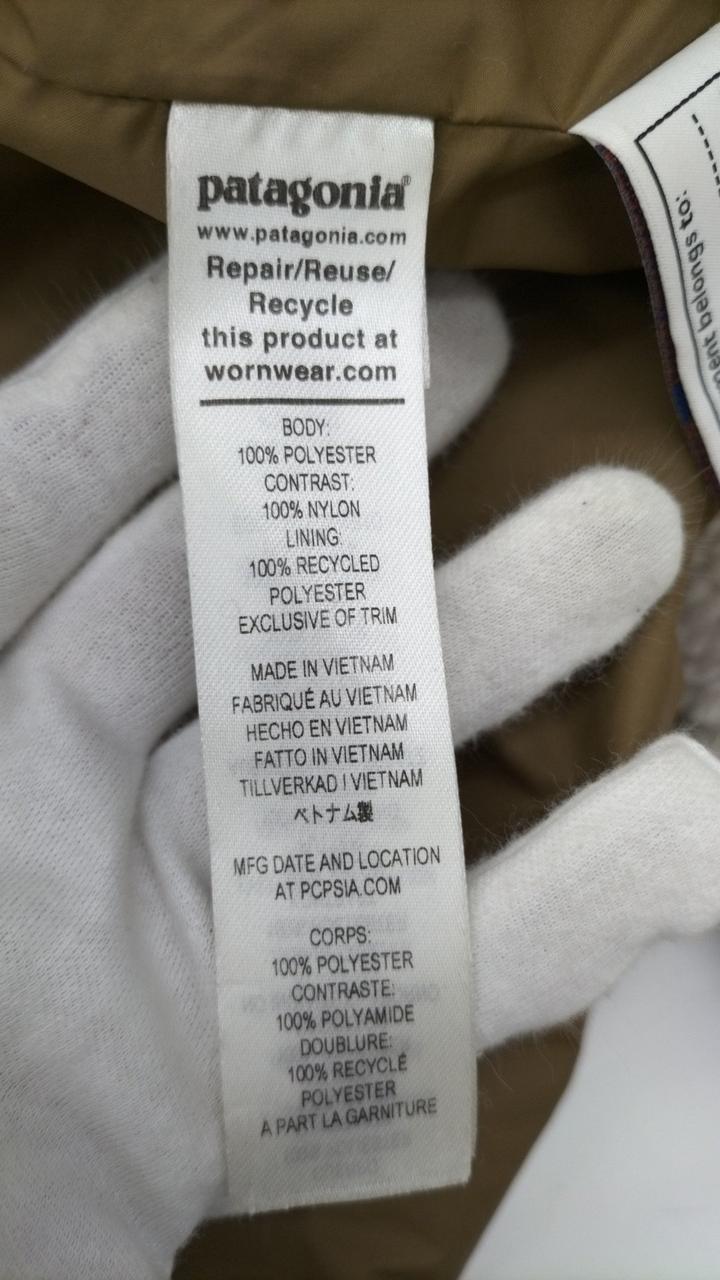 patagonia®
www.patagonia.com
Repair/Reuse/
Recycle
this product at
wornwear.com
BODY:
100% POLYESTER
CONTRAST:
100% NYLON
LINING:
100% RECYCLED
POLYESTER
EXCLUSIVE OF TRIM
MADE IN VIETNAM
FABRIQUÉ AU VIETNAM
HECHO EN VIETNAM
FATTO IN VIETNAM
TILLVERKAD I VIETNAM
ベトナム製
MFG DATE AND LOCATION
AT PCPSIA.COM
CORPS:
100% POLYESTER
CONTRASTE:
100% POLYAMIDE
DOUBLURE:
100% RECYCLÉ
POLYESTER
A PART LA GARNITURE
belongs to: